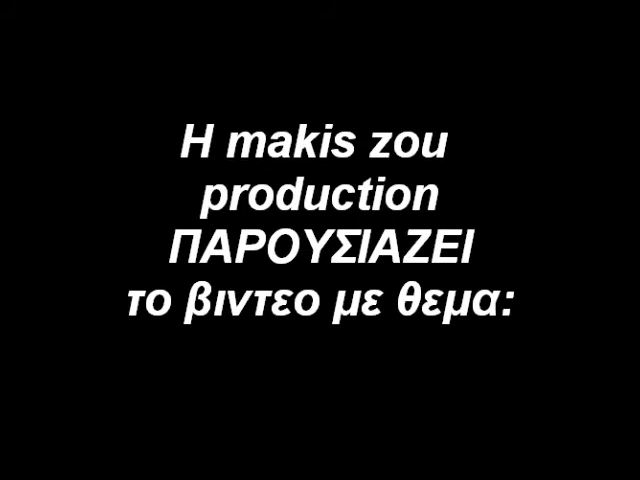 Η makis zou
production
ΠΑΡΟΥΣΙΑΖΕΙ
το βιντεο με θεμα: